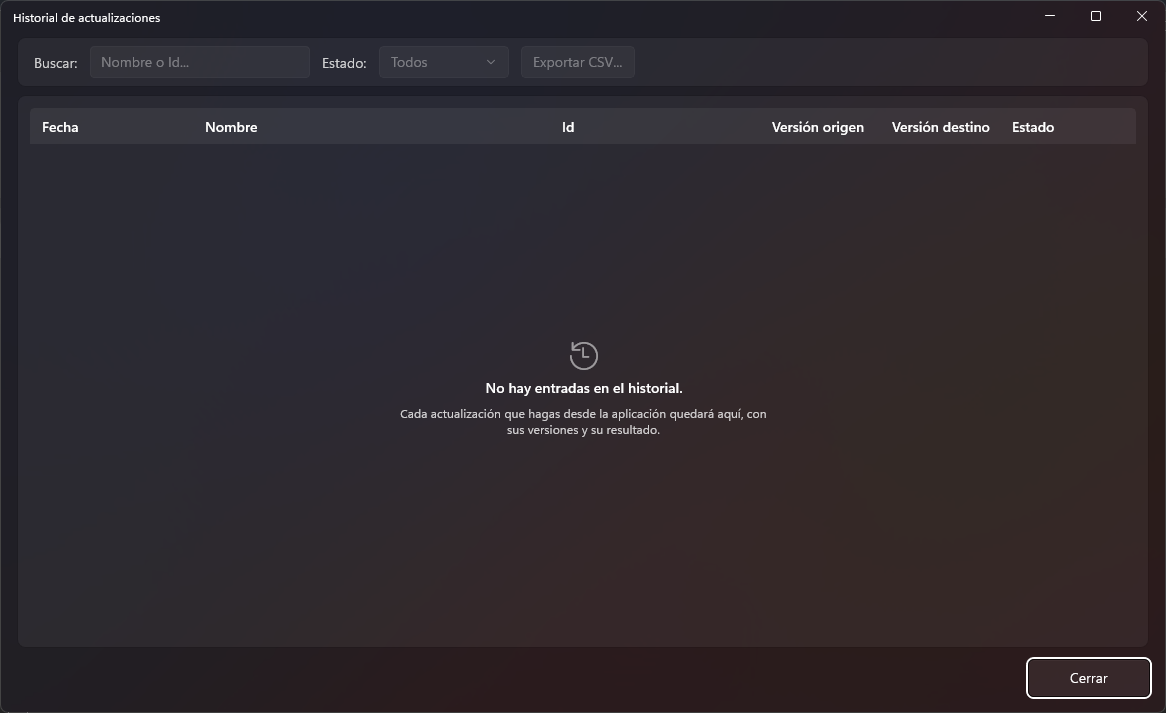 Historial de actualizaciones
Buscar: Nombre o Id... Estado: Todos Exportar CSV...
Fecha Nombre Id Versión origen Versión destino Estado
No hay entradas en el historial.
Cada actualización que hagas desde la aplicación quedará aquí, con
sus versiones y su resultado.
Cerrar